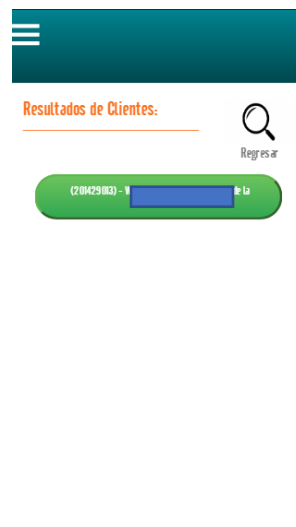 Resultados de Clientes:
Regresar
(201429013) - W de la